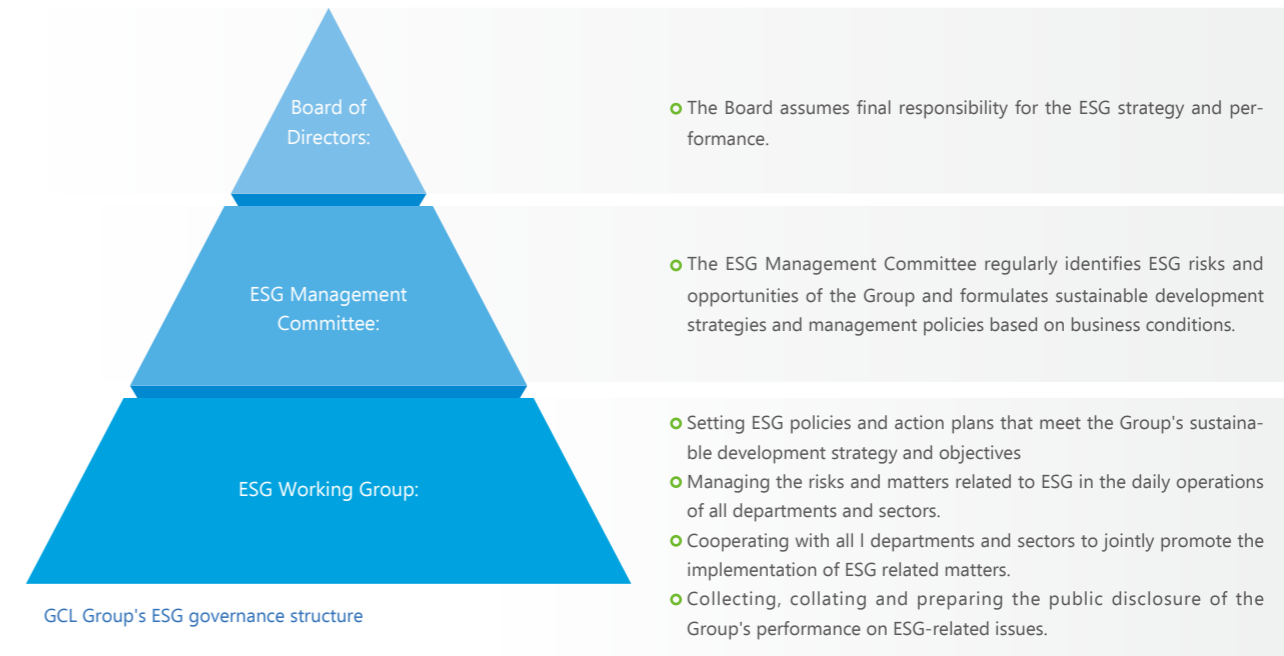 Board of
Directors:
The Board assumes final responsibility for the ESG strategy and per-
formance.
ESG Management
Committee:
The ESG Management Committee regularly identifies ESG risks and
opportunities of the Group and formulates sustainable development
strategies and management policies based on business conditions.
ESG Working Group:
Setting ESG policies and action plans that meet the Group's sustaina-
ble development strategy and objectives
Managing the risks and matters related to ESG in the daily operations
of all departments and sectors.
Cooperating with all l departments and sectors to jointly promote the
implementation of ESG related matters.
Collecting, collating and preparing the public disclosure of the
Group's performance on ESG-related issues.
GCL Group's ESG governance structure